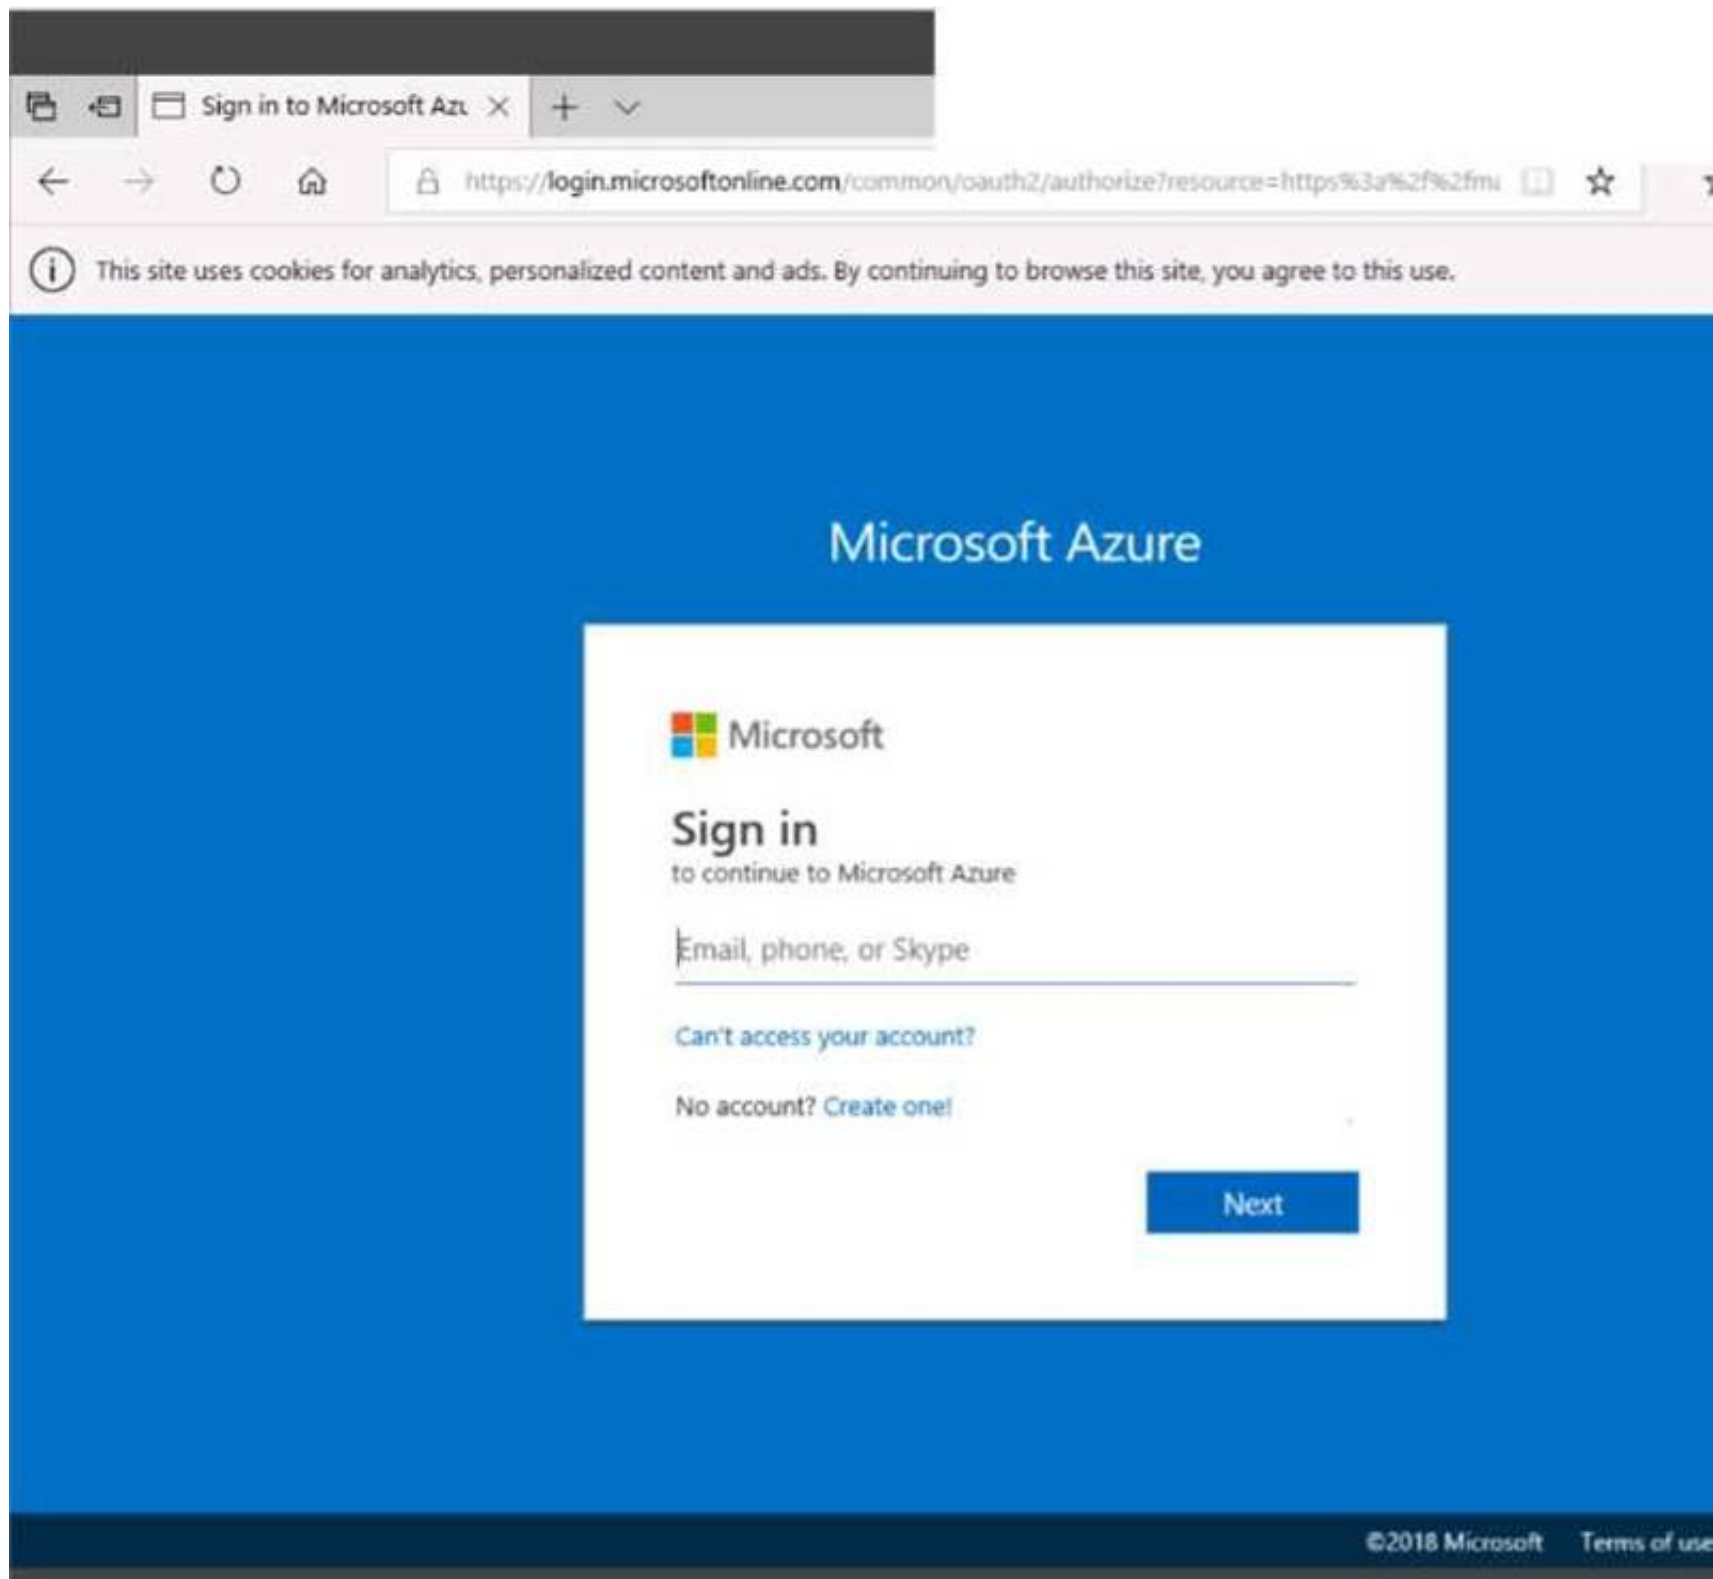 Sign in to Microsoft Azu
https://login.microsoftonline.com/common/oauth2/authorize?resource=https%3a%2f%2fma
This site uses cookies for analytics, personalized content and ads. By continuing to browse this site, you agree to this use.
Microsoft Azure
Microsoft
Sign in
to continue to Microsoft Azure
Email, phone, or Skype
Can't access your account?
No account? Create one!
Next
©2018 Microsoft Terms of use